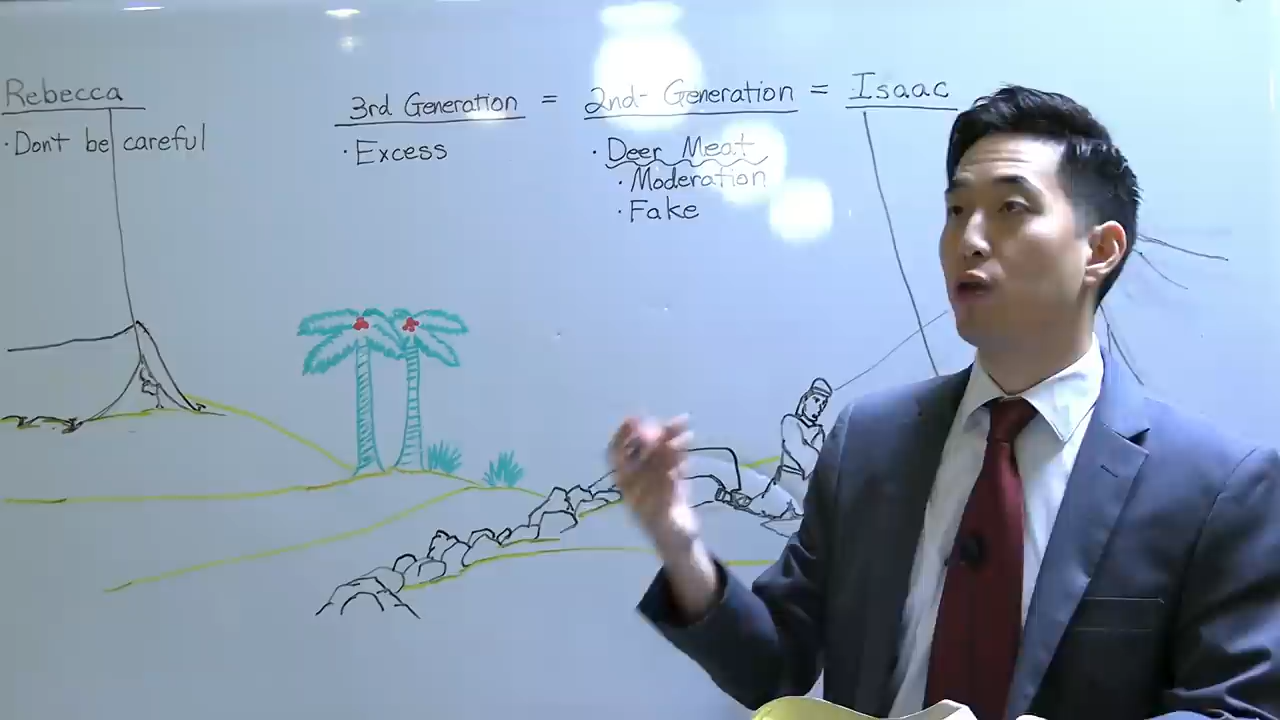 Rebecca
·Don't be careful
3rd Generation = 2nd- Generation = Isaac
·Excess
·Deer Meat
·Moderation
·Fake